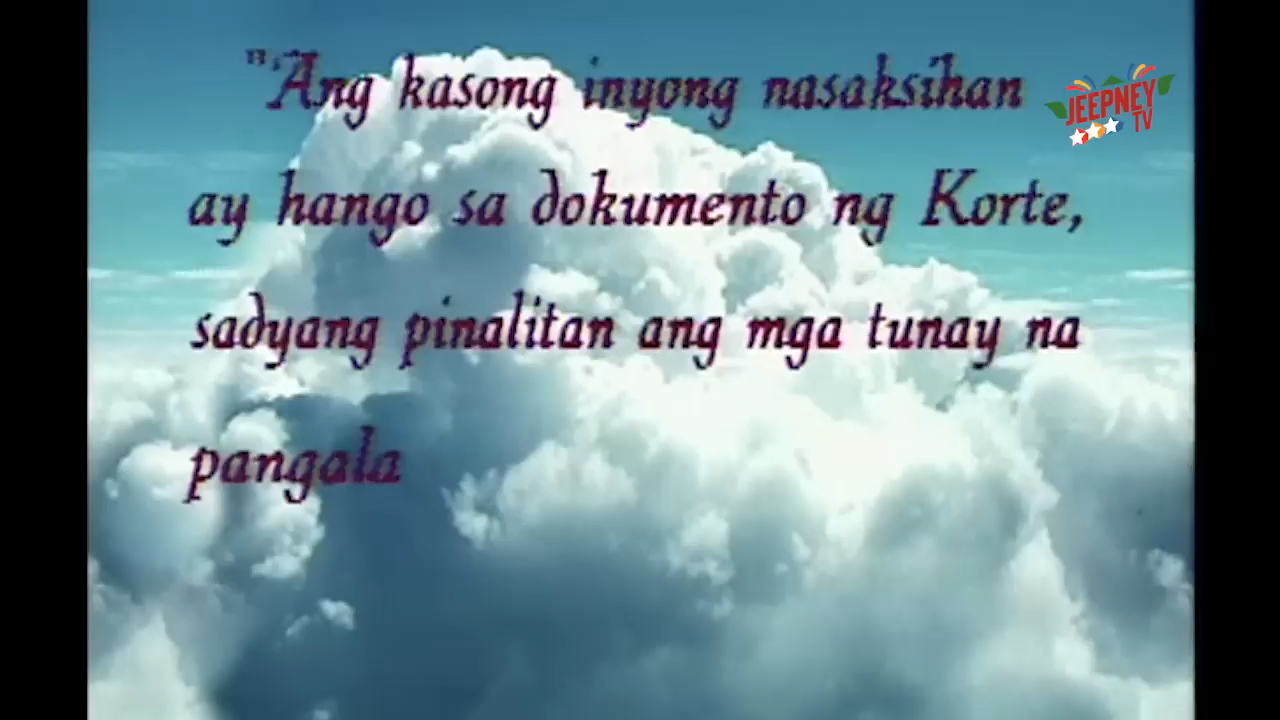 "Ang kasong inyong nasaksihan
ay hango sa dokumento ng Korte,
sadyang pinalitan ang mga tunay na
pangala
JEEPNEY
TV